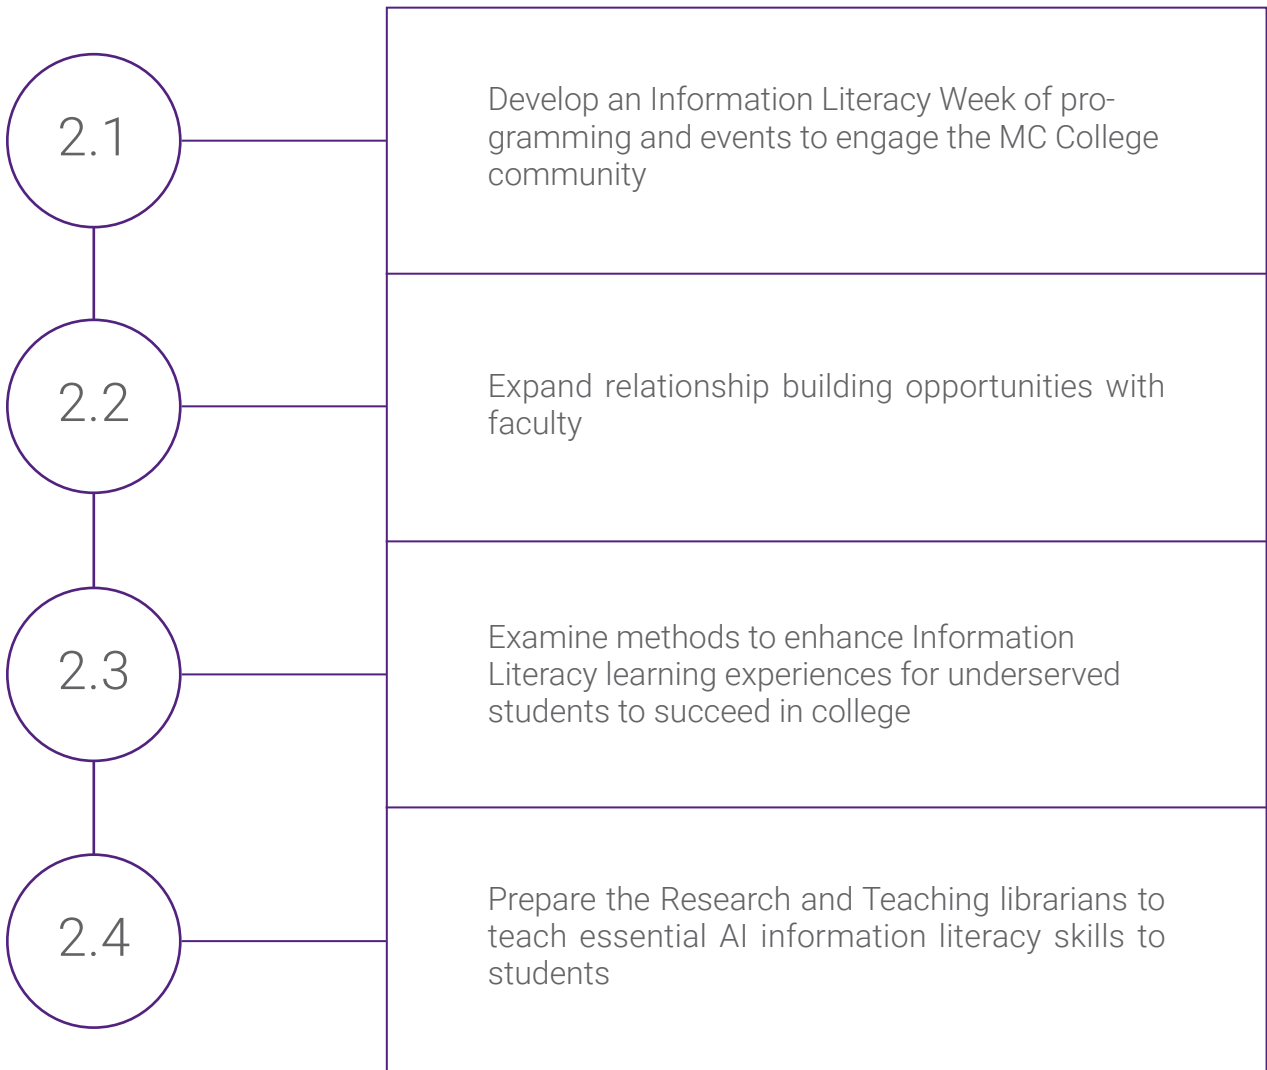 2.1
Develop an Information Literacy Week of pro-
gramming and events to engage the MC College
community
2.2
Expand relationship building opportunities with
faculty
2.3
Examine methods to enhance Information
Literacy learning experiences for underserved
students to succeed in college
2.4
Prepare the Research and Teaching librarians to
teach essential AI information literacy skills to
students